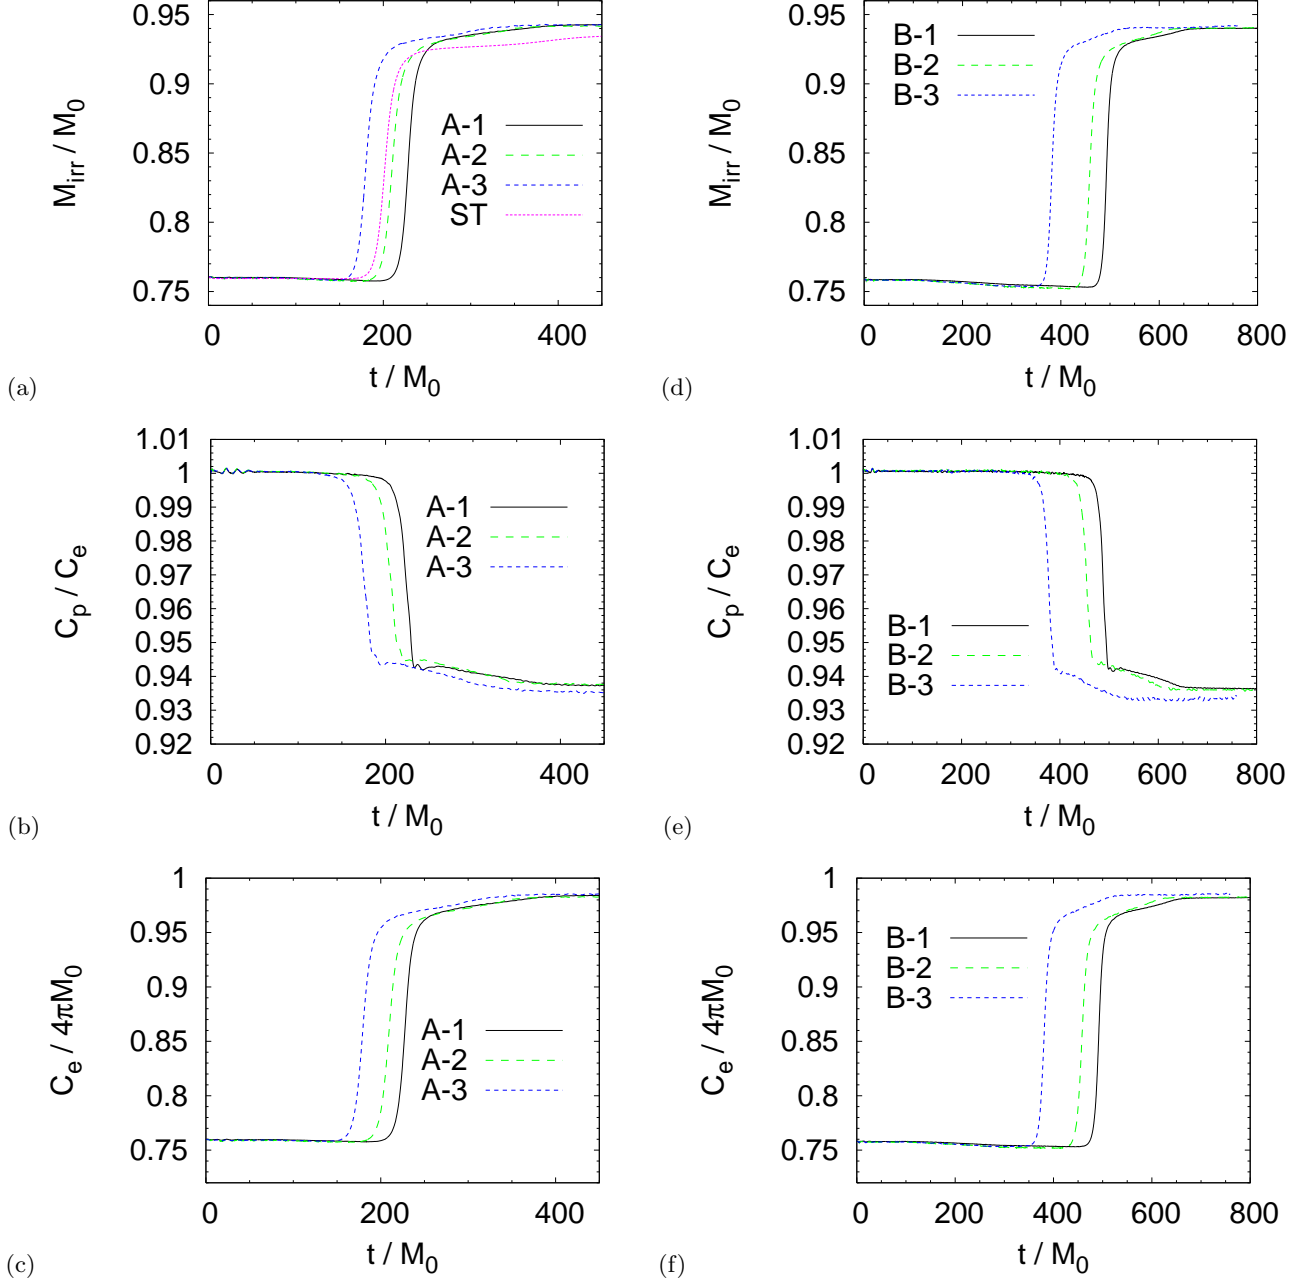 0.95
0.9
0.85
0.8
0.75
M_irr / M_0
A-1
A-2
A-3
ST
0 200 400
t / M_0
(a)
0.95
0.9
0.85
0.8
0.75
M_irr / M_0
B-1
B-2
B-3
0 200 400 600 800
t / M_0
(d)
1.01
1
0.99
0.98
0.97
0.96
0.95
0.94
0.93
0.92
C_p / C_e
A-1
A-2
A-3
0 200 400
t / M_0
(b)
1.01
1
0.99
0.98
0.97
0.96
0.95
0.94
0.93
0.92
C_p / C_e
B-1
B-2
B-3
0 200 400 600 800
t / M_0
(e)
1
0.95
0.9
0.85
0.8
0.75
C_e / 4πM_0
A-1
A-2
A-3
0 200 400
t / M_0
(c)
1
0.95
0.9
0.85
0.8
0.75
C_e / 4πM_0
B-1
B-2
B-3
0 200 400 600 800
t / M_0
(f)